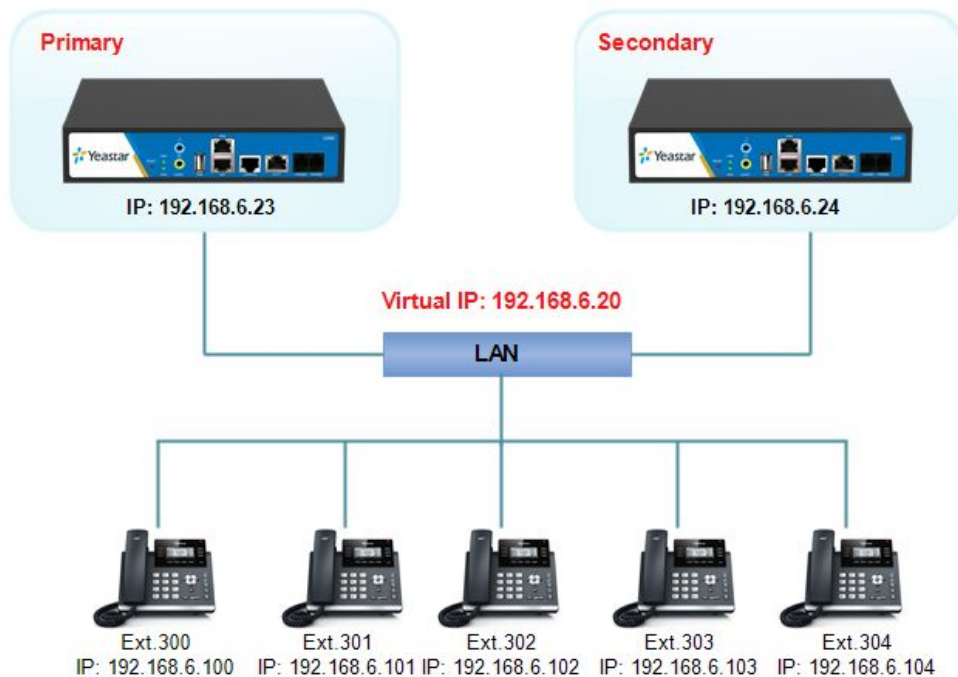 Primary
Secondary
Yeastar
Yeastar
IP: 192.168.6.23
IP: 192.168.6.24
Virtual IP: 192.168.6.20
LAN
Ext.300
IP: 192.168.6.100
Ext.301
IP: 192.168.6.101
Ext.302
IP: 192.168.6.102
Ext.303
IP: 192.168.6.103
Ext.304
IP: 192.168.6.104